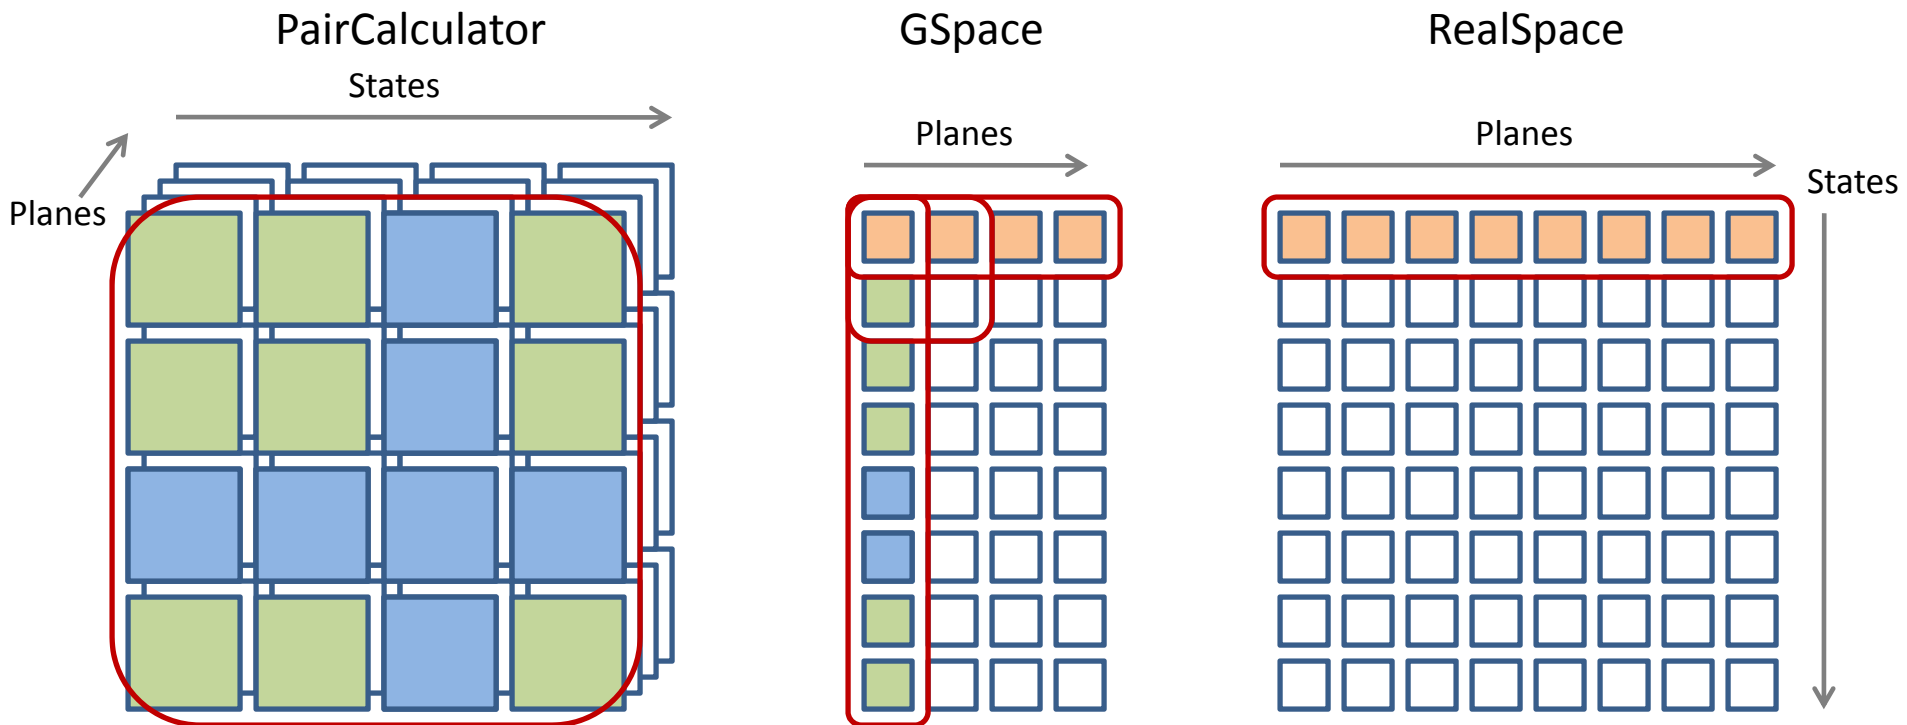 PairCalculator
GSpace
RealSpace
States
Planes
Planes
Planes
States